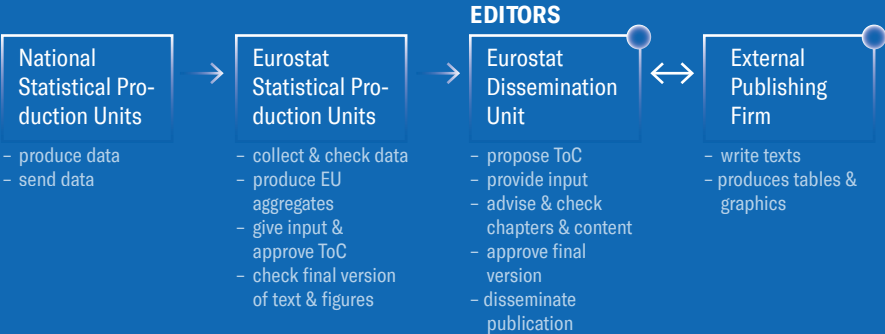 EDITORS
National
Statistical Pro-
duction Units
– produce data
– send data
Eurostat
Statistical Pro-
duction Units
– collect & check data
– produce EU
aggregates
– give input &
approve ToC
– check final version
of text & figures
Eurostat
Dissemination
Unit
– propose ToC
– provide input
– advise & check
chapters & content
– approve final
version
– disseminate
publication
External
Publishing
Firm
– write texts
– produces tables &
graphics